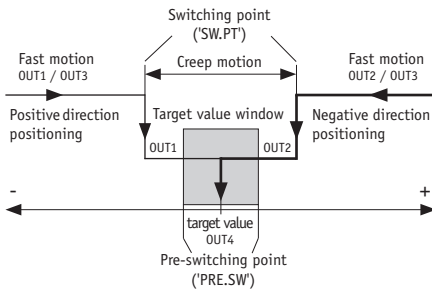 Switching point
('SW.PT')
Fast motion
OUT1 / OUT3
Creep motion
Fast motion
OUT2 / OUT3
Positive direction
positioning
Target value window
Negative direction
positioning
OUT1
OUT2
-
+
target value
OUT4
Pre-switching point
('PRE.SW')